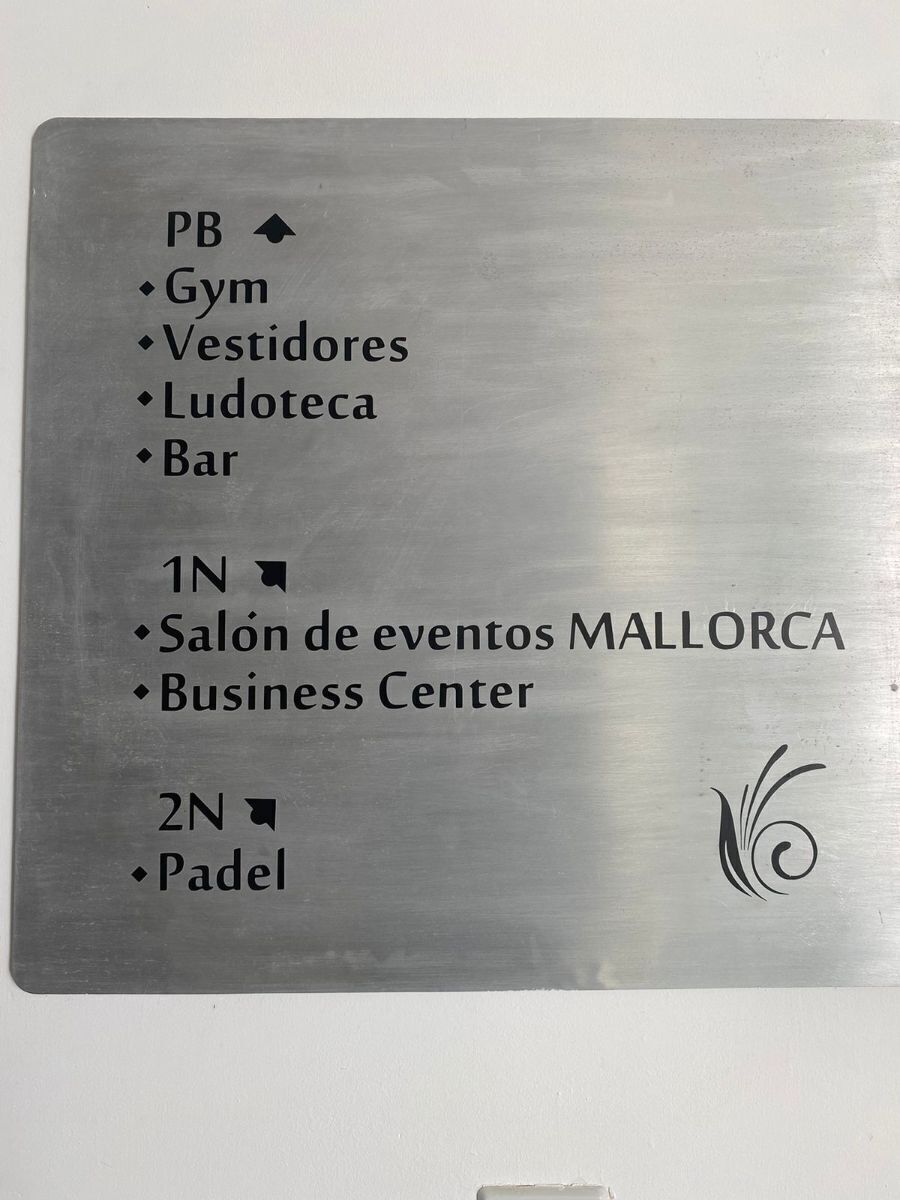 PB
Gym
Vestidores
Ludoteca
Bar
1N
Salón de eventos MALLORCA
Business Center
2N
Padel